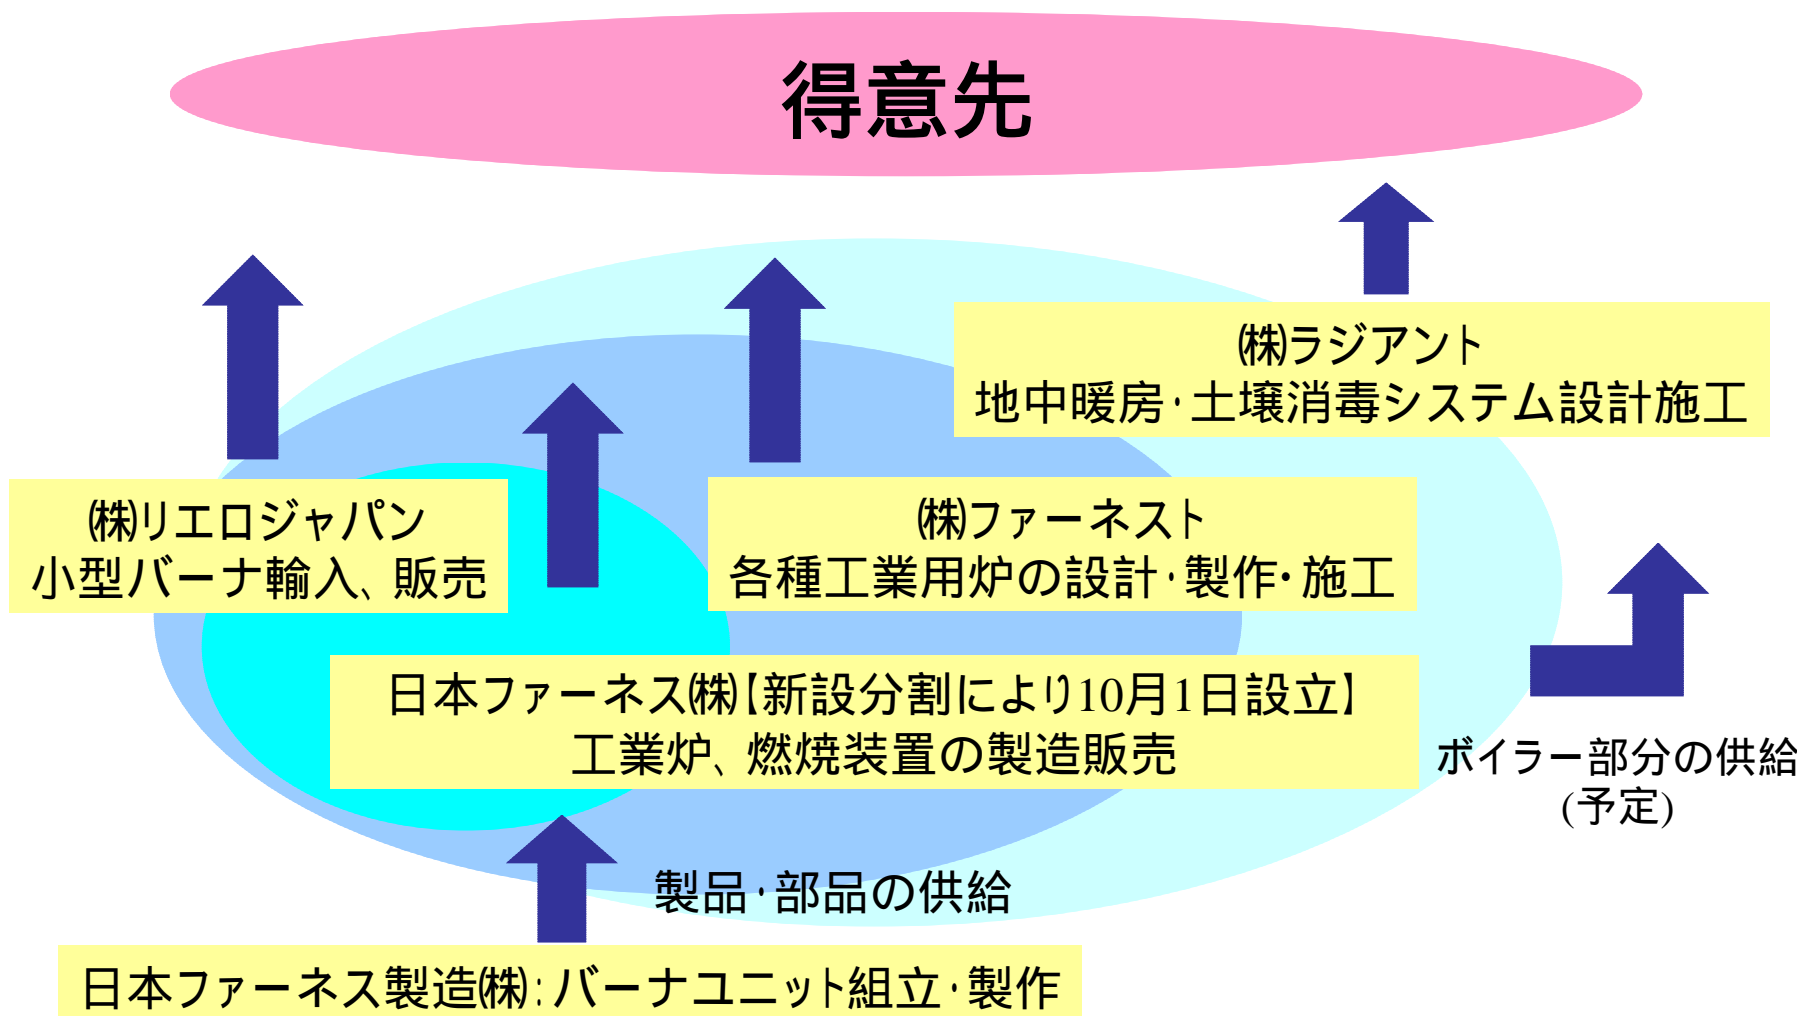 得意先
㈱ラジアント
地中暖房・土壌消毒システム設計施工
㈱リエロジャパン
小型バーナ輸入、販売
㈱ファーネスト
各種工業用炉の設計・製作・施工
日本ファーネス㈱【新設分割により10月1日設立】
工業炉、燃焼装置の製造販売
ボイラー部分の供給
(予定)
製品・部品の供給
日本ファーネス製造㈱：バーナユニット組立・製作